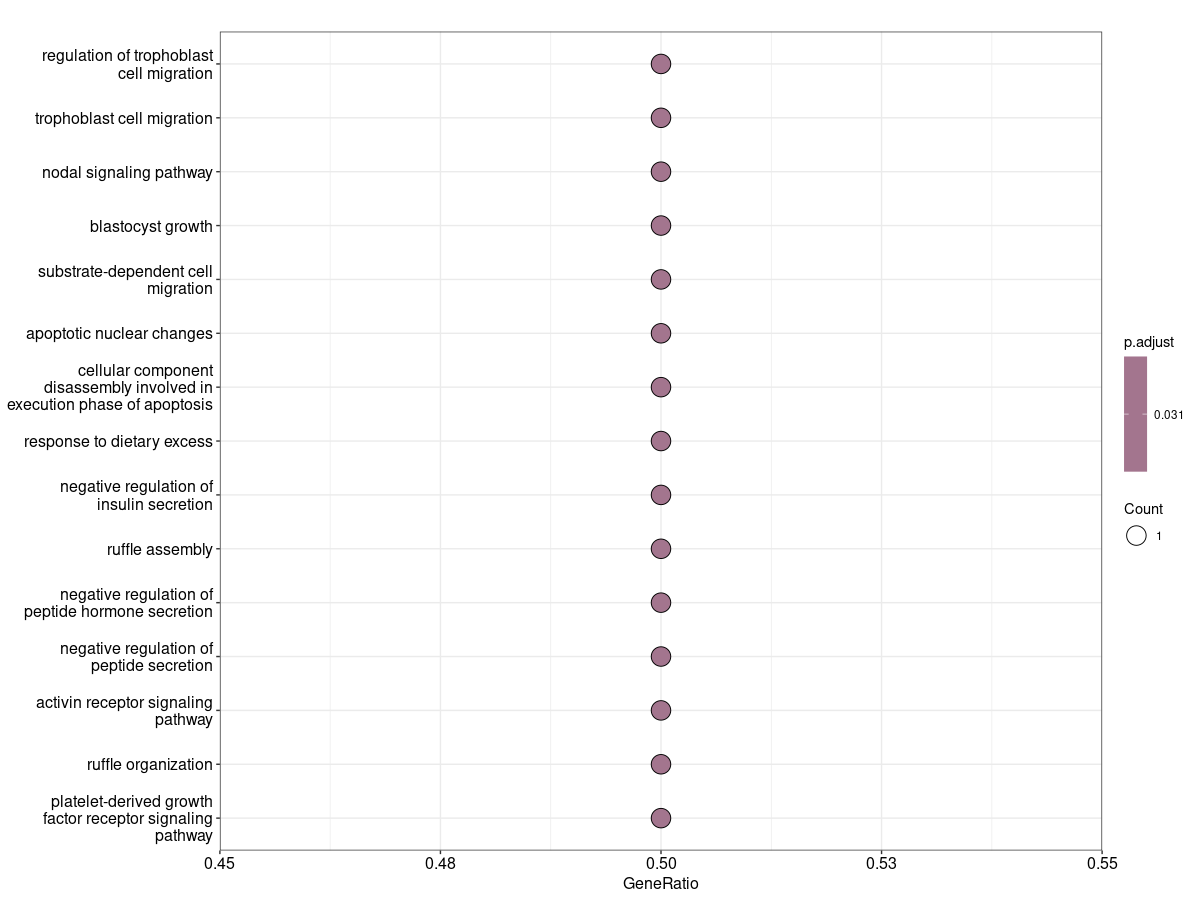 regulation of trophoblast
cell migration
trophoblast cell migration
nodal signaling pathway
blastocyst growth
substrate-dependent cell
migration
apoptotic nuclear changes
cellular component
disassembly involved in
execution phase of apoptosis
response to dietary excess
negative regulation of
insulin secretion
ruffle assembly
negative regulation of
peptide hormone secretion
negative regulation of
peptide secretion
activin receptor signaling
pathway
ruffle organization
platelet-derived growth
factor receptor signaling
pathway
0.45 0.48 0.50 0.53 0.55
GeneRatio
p.adjust
0.031
Count
1